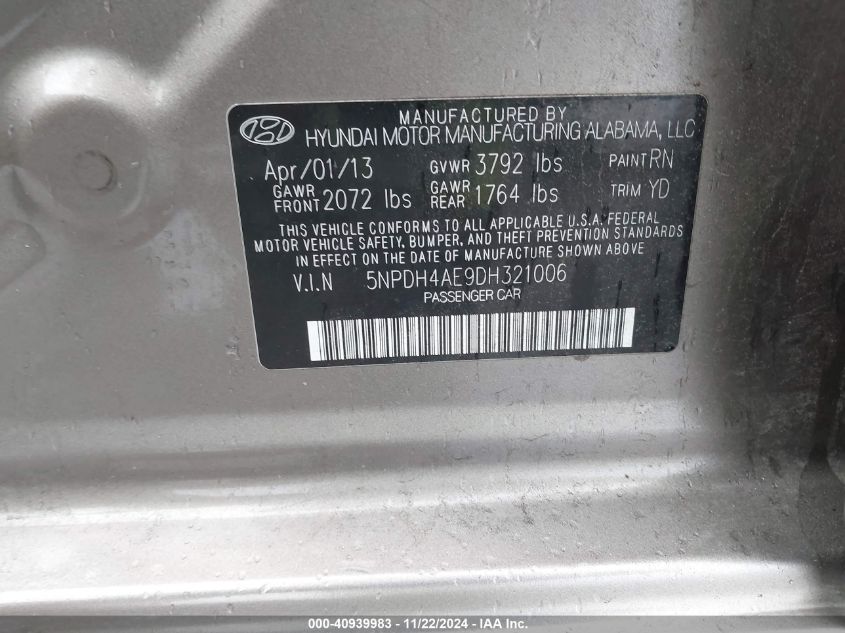 MANUFACTURED BY
HYUNDAI MOTOR MANUFACTURING ALABAMA, LLC
Apr/01/13 GVWR 3792 lbs PAINT RN
GAWR FRONT 2072 lbs GAWR REAR 1764 lbs TRIM YD
THIS VEHICLE CONFORMS TO ALL APPLICABLE U.S.A. FEDERAL
MOTOR VEHICLE SAFETY, BUMPER, AND THEFT PREVENTION STANDARDS
IN EFFECT ON THE DATE OF MANUFACTURE SHOWN ABOVE
V.I.N 5NPDH4AE9DH321006
PASSENGER CAR
000-40939983 - 11/22/2024 - IAA Inc.